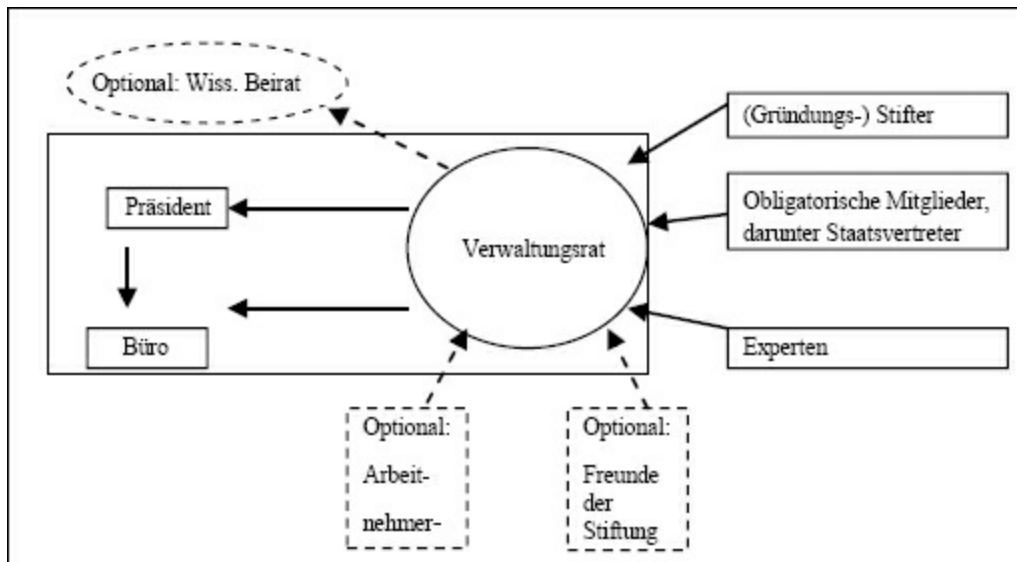 Optional: Wiss. Beirat
(Gründungs-) Stifter
Präsident
Obligatorische Mitglieder,
darunter Staatsvertreter
Verwaltungsrat
Büro
Experten
Optional:
Arbeit-
nehmer-
Optional:
Freunde
der
Stiftung